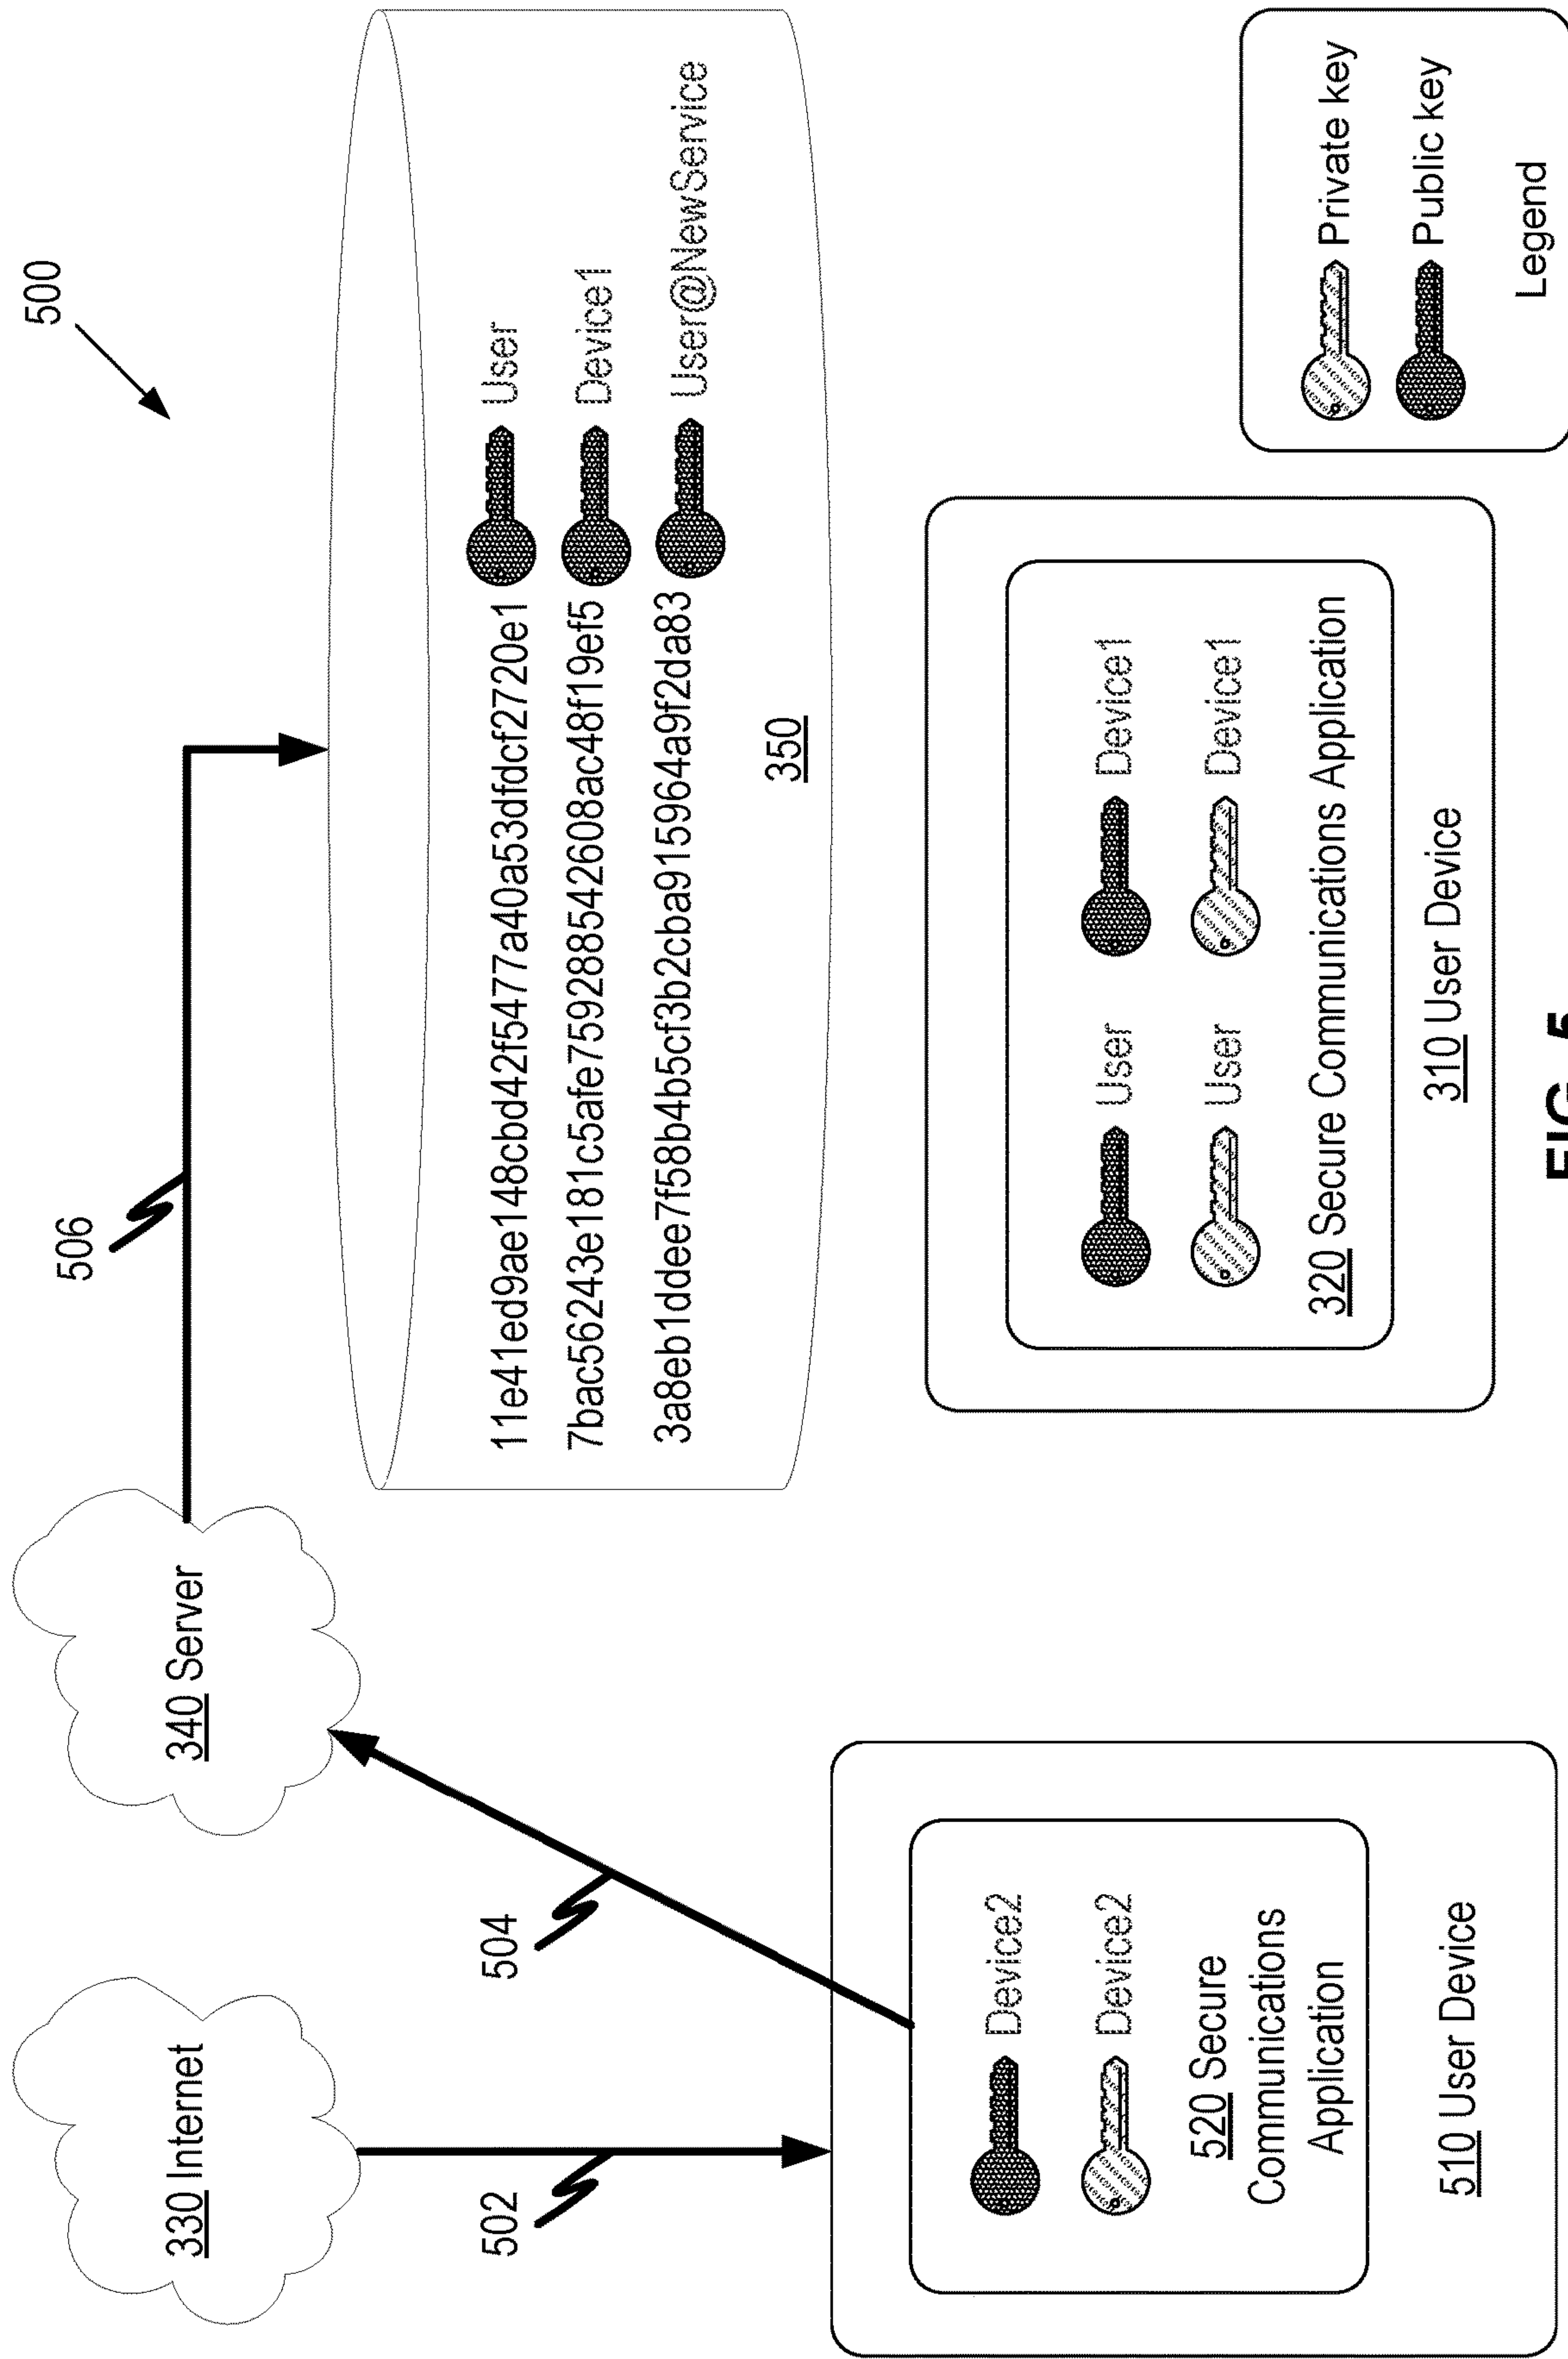 500
506
330 Internet
340 Server
502
504
11e41ed9ae148cbd42f5477a40a53dfdcf2720e1 User
7bac56243e181c5afe759288542608ac48f19ef5 Device1
3a8eb1ddee7f58b4b5cf3b2cba915964a9f2da83 User@NewService
350
Device2
Device2
520 Secure
Communications
Application
510 User Device
User Device1
User Device1
320 Secure Communications Application
310 User Device
Private key
Public key
Legend
FIG. 5